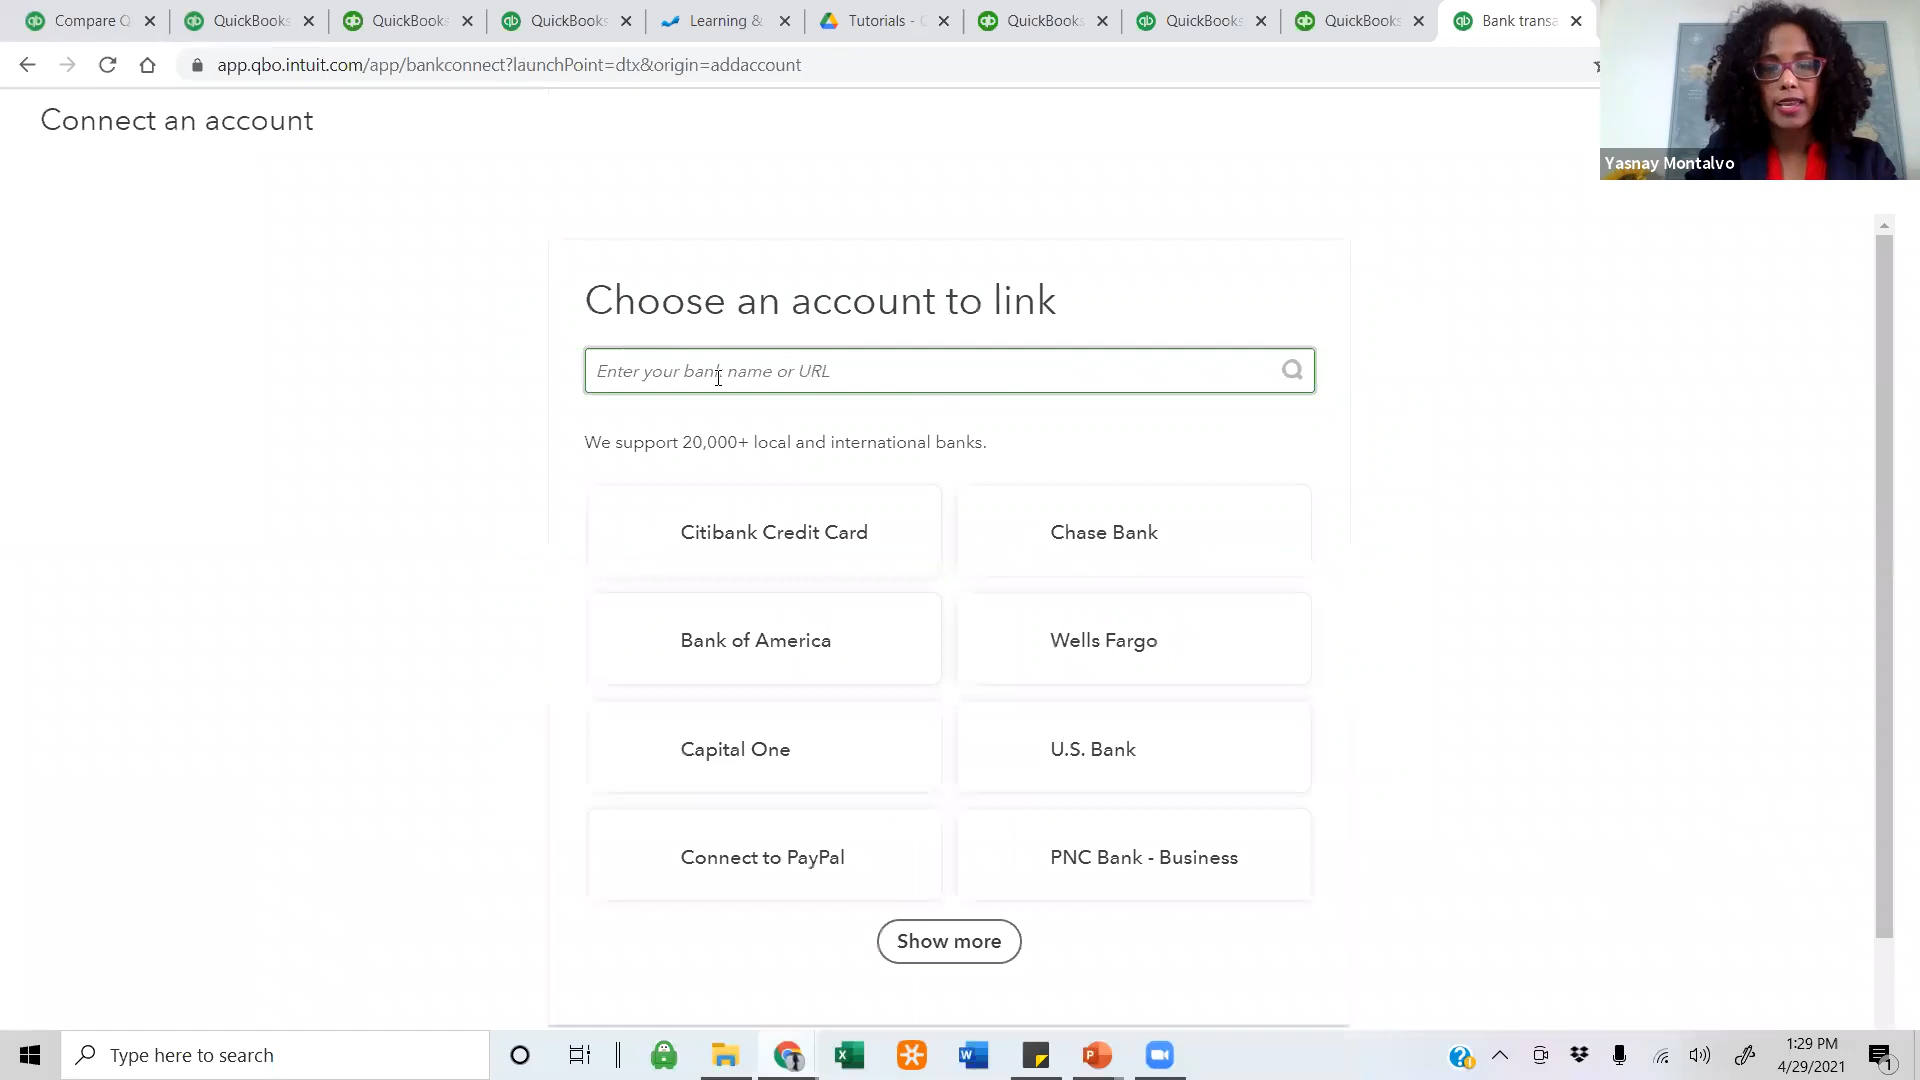 Compare Q
QuickBooks
QuickBooks
QuickBooks
Learning &
Tutorials -
QuickBooks
QuickBooks
QuickBooks
Bank transa
app.qbo.intuit.com/app/bankconnect?launchPoint=dtx&origin=addaccount
Yasnay Montalvo
Connect an account
Choose an account to link
Enter your bank name or URL
We support 20,000+ local and international banks.
Citibank Credit Card
Chase Bank
Bank of America
Wells Fargo
Capital One
U.S. Bank
Connect to PayPal
PNC Bank - Business
Show more
Type here to search
1:29 PM
4/29/2021
1